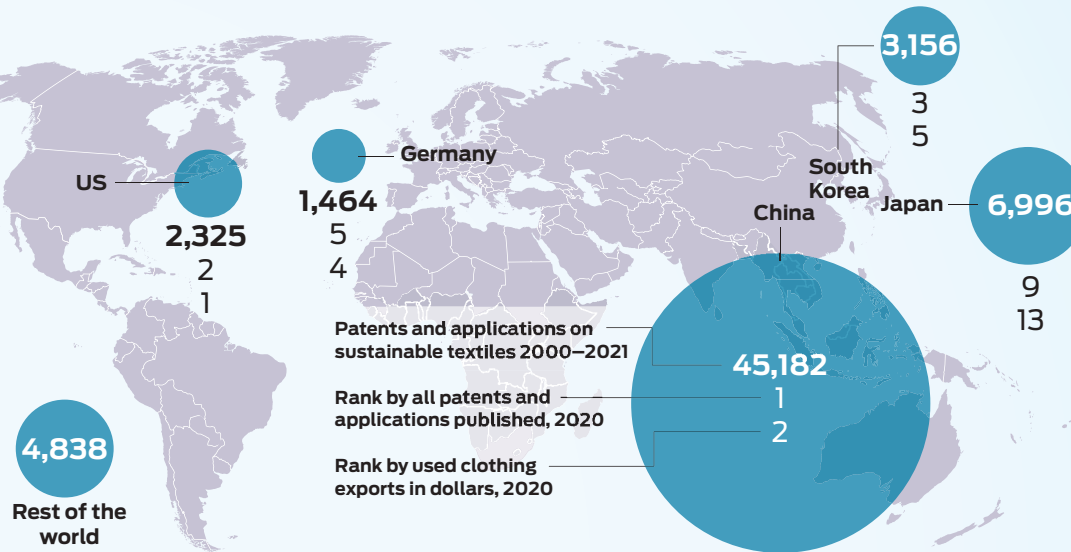 3,156
3
5
South
Korea
US
2,325
2
1
Germany
1,464
5
4
Japan
6,996
9
13
China
Patents and applications on
sustainable textiles 2000–2021
45,182
Rank by all patents and
applications published, 2020
1
Rank by used clothing
exports in dollars, 2020
2
4,838
Rest of the
world